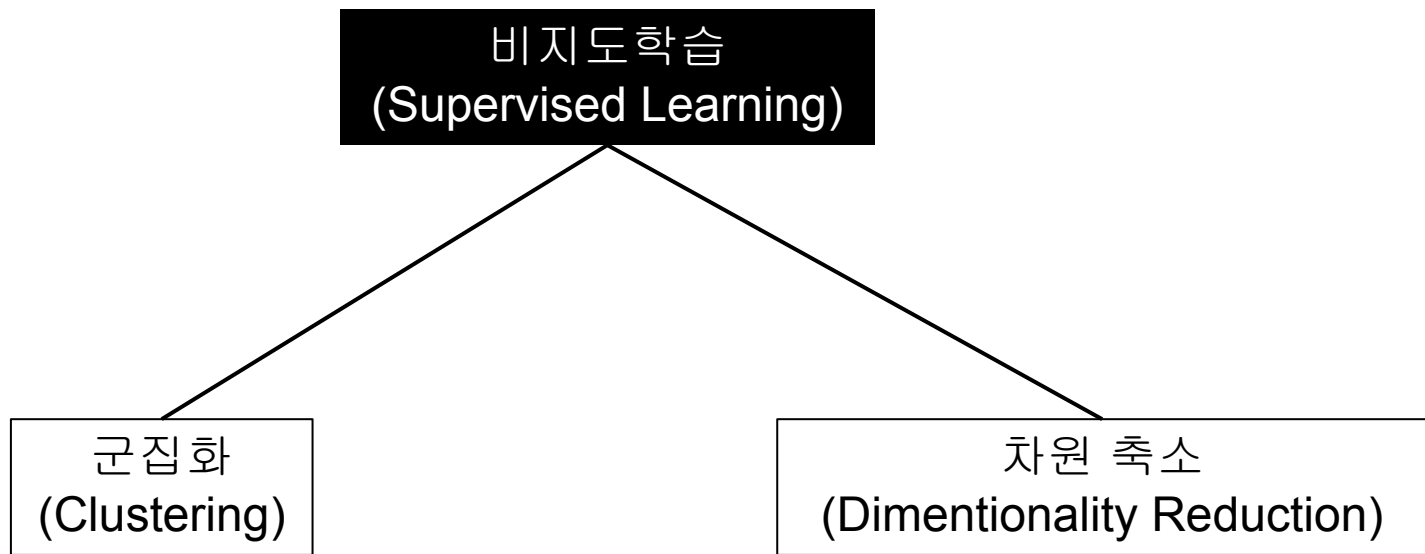 비지도학습
(Supervised Learning)
군집화
(Clustering)
차원 축소
(Dimentionality Reduction)